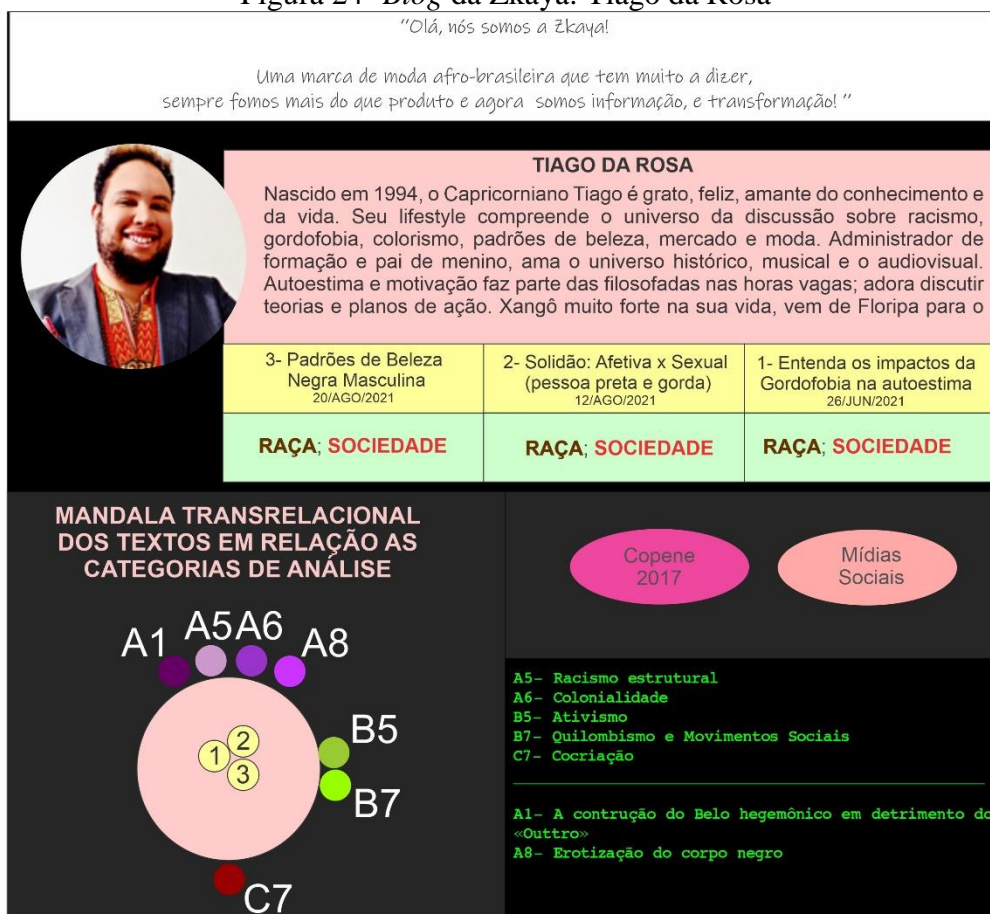 Figura 24- Blog da Zkaya: Tiago da Rosa
“Olá, nós somos a Zkaya!
Uma marca de moda afro-brasileira que tem muito a dizer,
sempre fomos mais do que produto e agora somos informação, e transformação! ”
TIAGO DA ROSA
Nascido em 1994, o Capricorniano Tiago é grato, feliz, amante do conhecimento e
da vida. Seu lifestyle compreende o universo da discussão sobre racismo,
gordofobia, colorismo, padrões de beleza, mercado e moda. Administrador de
formação e pai de menino, ama o universo histórico, musical e o audiovisual.
Autoestima e motivação faz parte das filosofadas nas horas vagas; adora discutir
teorias e planos de ação. Xangô muito forte na sua vida, vem de Floripa para o
3- Padrões de Beleza
Negra Masculina
20/AGO/2021
2- Solidão: Afetiva x Sexual
(pessoa preta e gorda)
12/AGO/2021
1- Entenda os impactos da
Gordofobia na autoestima
26/JUN/2021
RAÇA; SOCIEDADE
RAÇA; SOCIEDADE
RAÇA; SOCIEDADE
MANDALA TRANSRELACIONAL
DOS TEXTOS EM RELAÇÃO AS
CATEGORIAS DE ANÁLISE
A1
A5
A6
A8
B5
B7
C7
1
2
3
Copene
2017
Mídias
Sociais
A5- Racismo estrutural
A6- Colonialidade
B5- Ativismo
B7- Quilombismo e Movimentos Sociais
C7- Cocriação
A1- A contrução do Belo hegemônico em detrimento do
«Outtro»
A8- Erotização do corpo negro